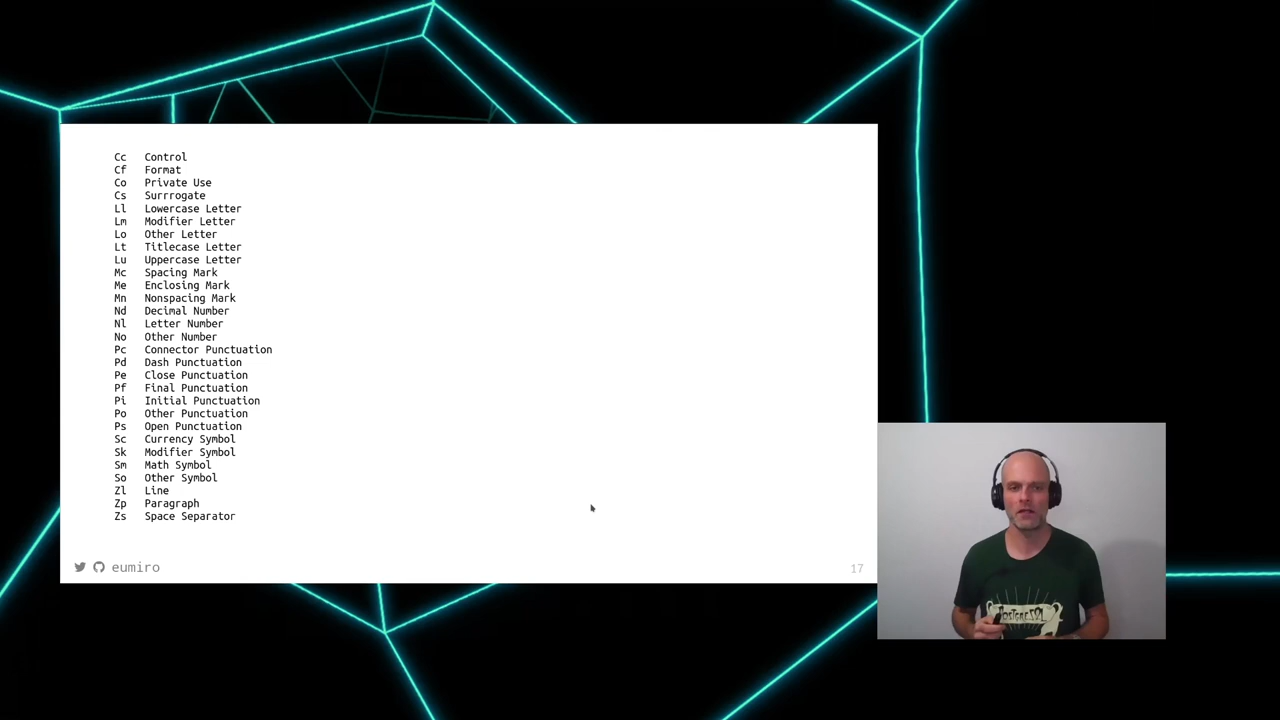 Cc Control
Cf Format
Co Private Use
Cs Surrrogate
Ll Lowercase Letter
Lm Modifier Letter
Lo Other Letter
Lt Titlecase Letter
Lu Uppercase Letter
Mc Spacing Mark
Me Enclosing Mark
Mn Nonspacing Mark
Nd Decimal Number
Nl Letter Number
No Other Number
Pc Connector Punctuation
Pd Dash Punctuation
Pe Close Punctuation
Pf Final Punctuation
Pi Initial Punctuation
Po Other Punctuation
Ps Open Punctuation
Sc Currency Symbol
Sk Modifier Symbol
Sm Math Symbol
So Other Symbol
Zl Line
Zp Paragraph
Zs Space Separator
eumiro
17
PostgreSQL